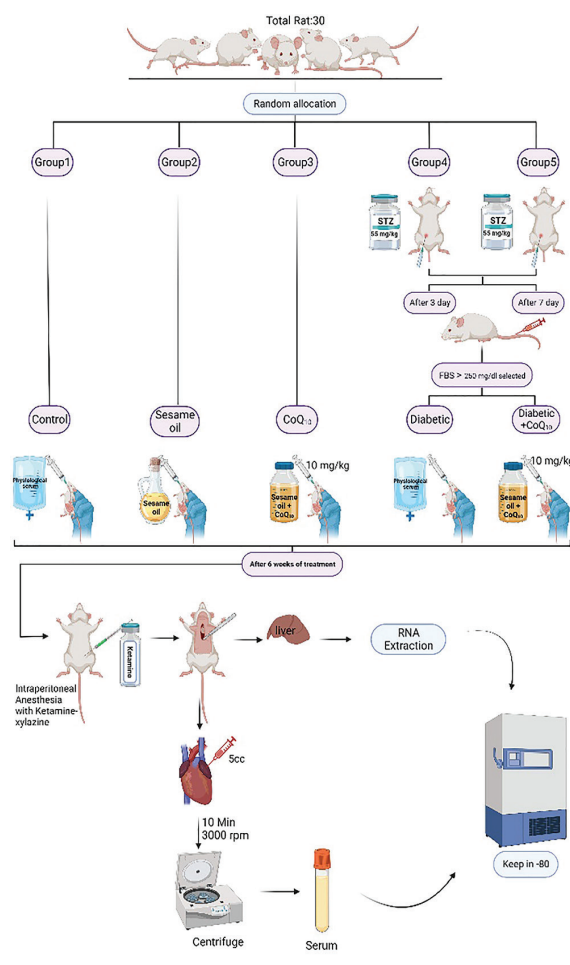 Total Rat:30
Random allocation
Group1
Group2
Group3
Group4
Group5
STZ
55 mg/kg
STZ
55 mg/kg
After 3 day
After 7 day
FBS > 250 mg/dl selected
Control
Sesame
oil
CoQ₁₀
Diabetic
Diabetic
+CoQ₁₀
Physiological
serum
Sesame
oil
10 mg/kg
Sesame
oil +
CoQ₁₀
Physiological
serum
10 mg/kg
Sesame
oil +
CoQ₁₀
After 6 weeks of treatment
Intraperitoneal
Anesthesia
with Ketamine-
xylazine
Ketamine
liver
RNA
Extraction
5cc
10 Min
3000 rpm
Centrifuge
Serum
Keep in -80